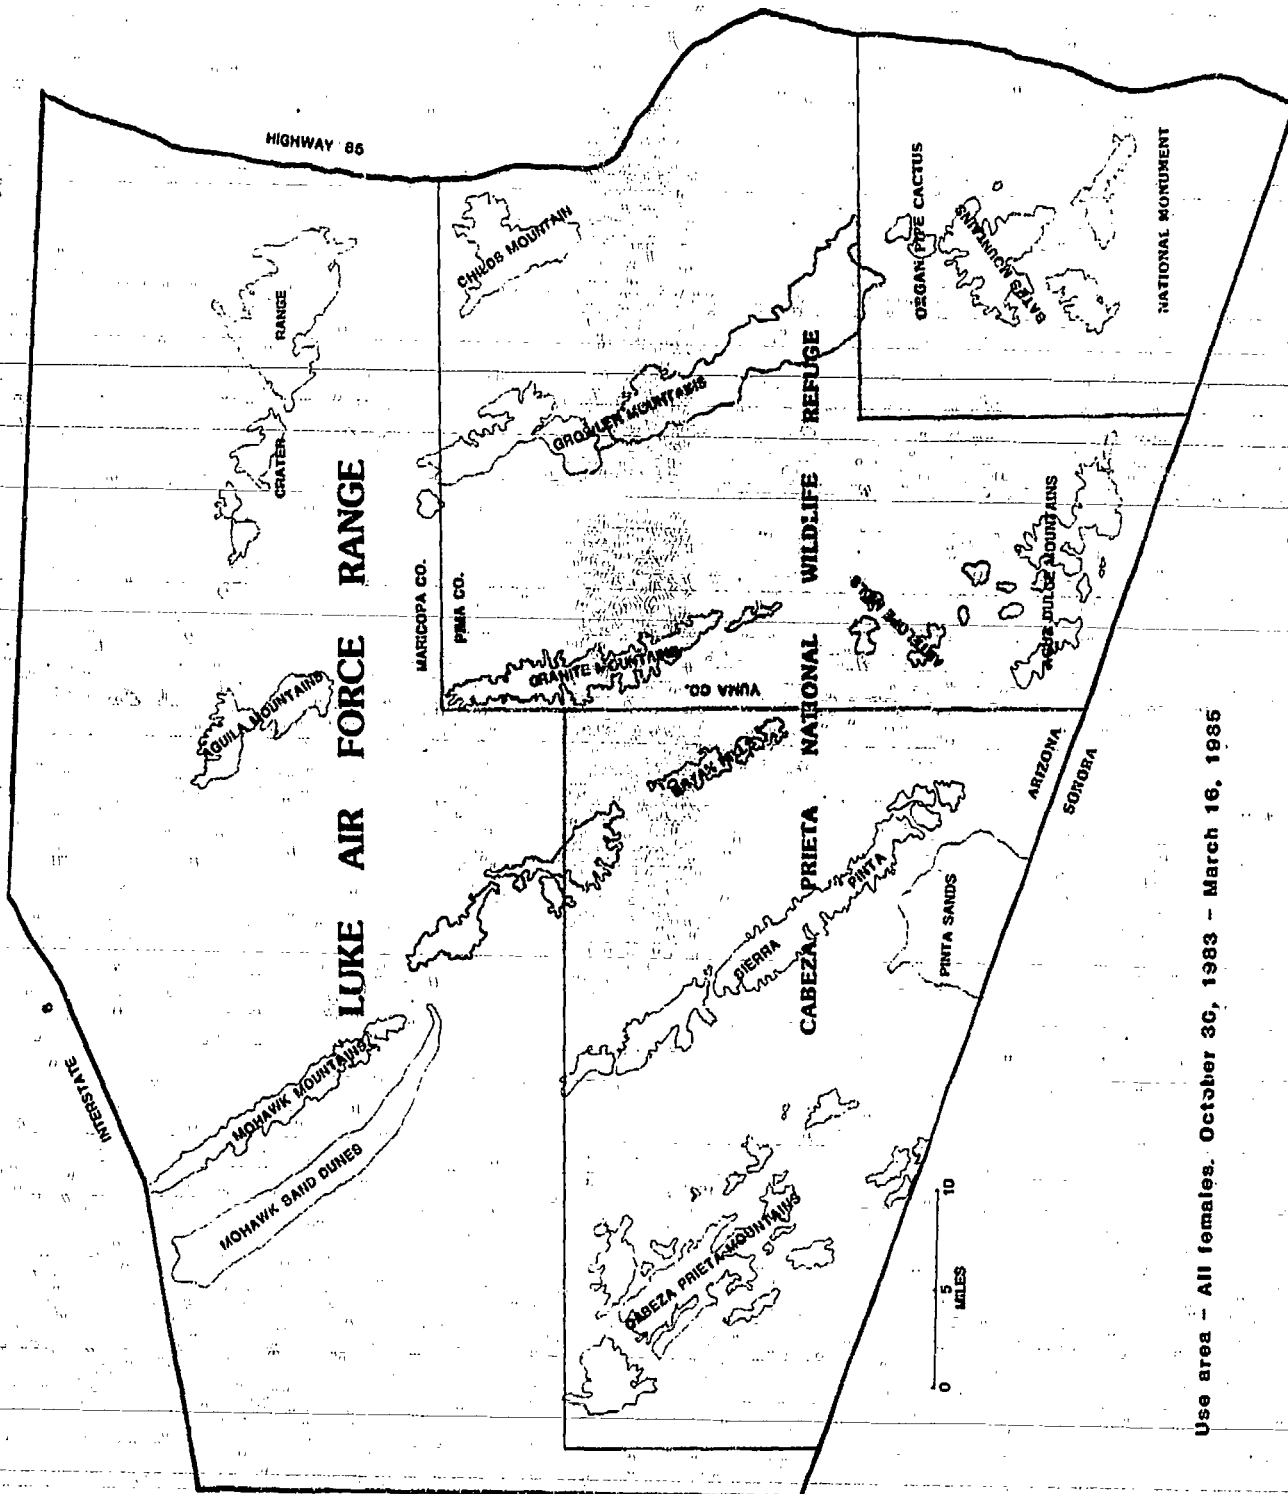 INTERSTATE
8
HIGHWAY 85
MOHAWK MOUNTAINS
MOHAWK SAND DUNES
AGUILA MOUNTAINS
CRATER
RANGE
LUKE AIR FORCE RANGE
MARICOPA CO.
PIMA CO.
YUMA CO.
CHILDS MOUNTAIN
GROWLER MOUNTAINS
GRANITE MOUNTAINS
CABEZA PRIETA NATIONAL WILDLIFE REFUGE
CABEZA PRIETA MOUNTAINS
SIERRA
PINTA
PINTA SANDS
AGUA DULCE MOUNTAINS
ORGAN PIPE CACTUS
NATIONAL MONUMENT
BATES MOUNTAINS
ARIZONA
SONORA
0 5 10
MILES
Use area - All females. October 30, 1983 - March 16, 1985